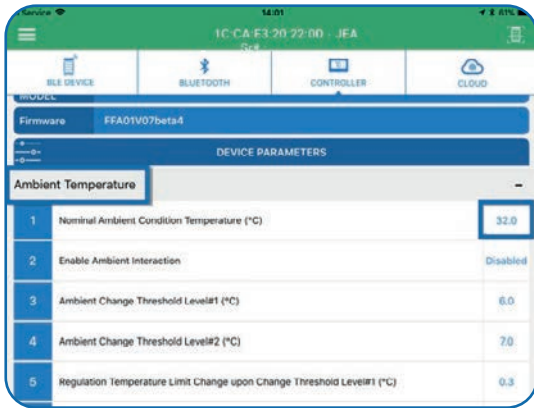 Service 14:01 61%
1C:CA:E3:20:22:00 - JEA
BLE DEVICE BLUETOOTH CONTROLLER CLOUD
MODEL
Firmware FFA01V07beta4
DEVICE PARAMETERS
Ambient Temperature –
1 Nominal Ambient Condition Temperature (°C) 32.0
2 Enable Ambient Interaction Disabled
3 Ambient Change Threshold Level#1 (°C) 6.0
4 Ambient Change Threshold Level#2 (°C) 7.0
5 Regulation Temperature Limit Change upon Change Threshold Level#1 (°C) 0.3